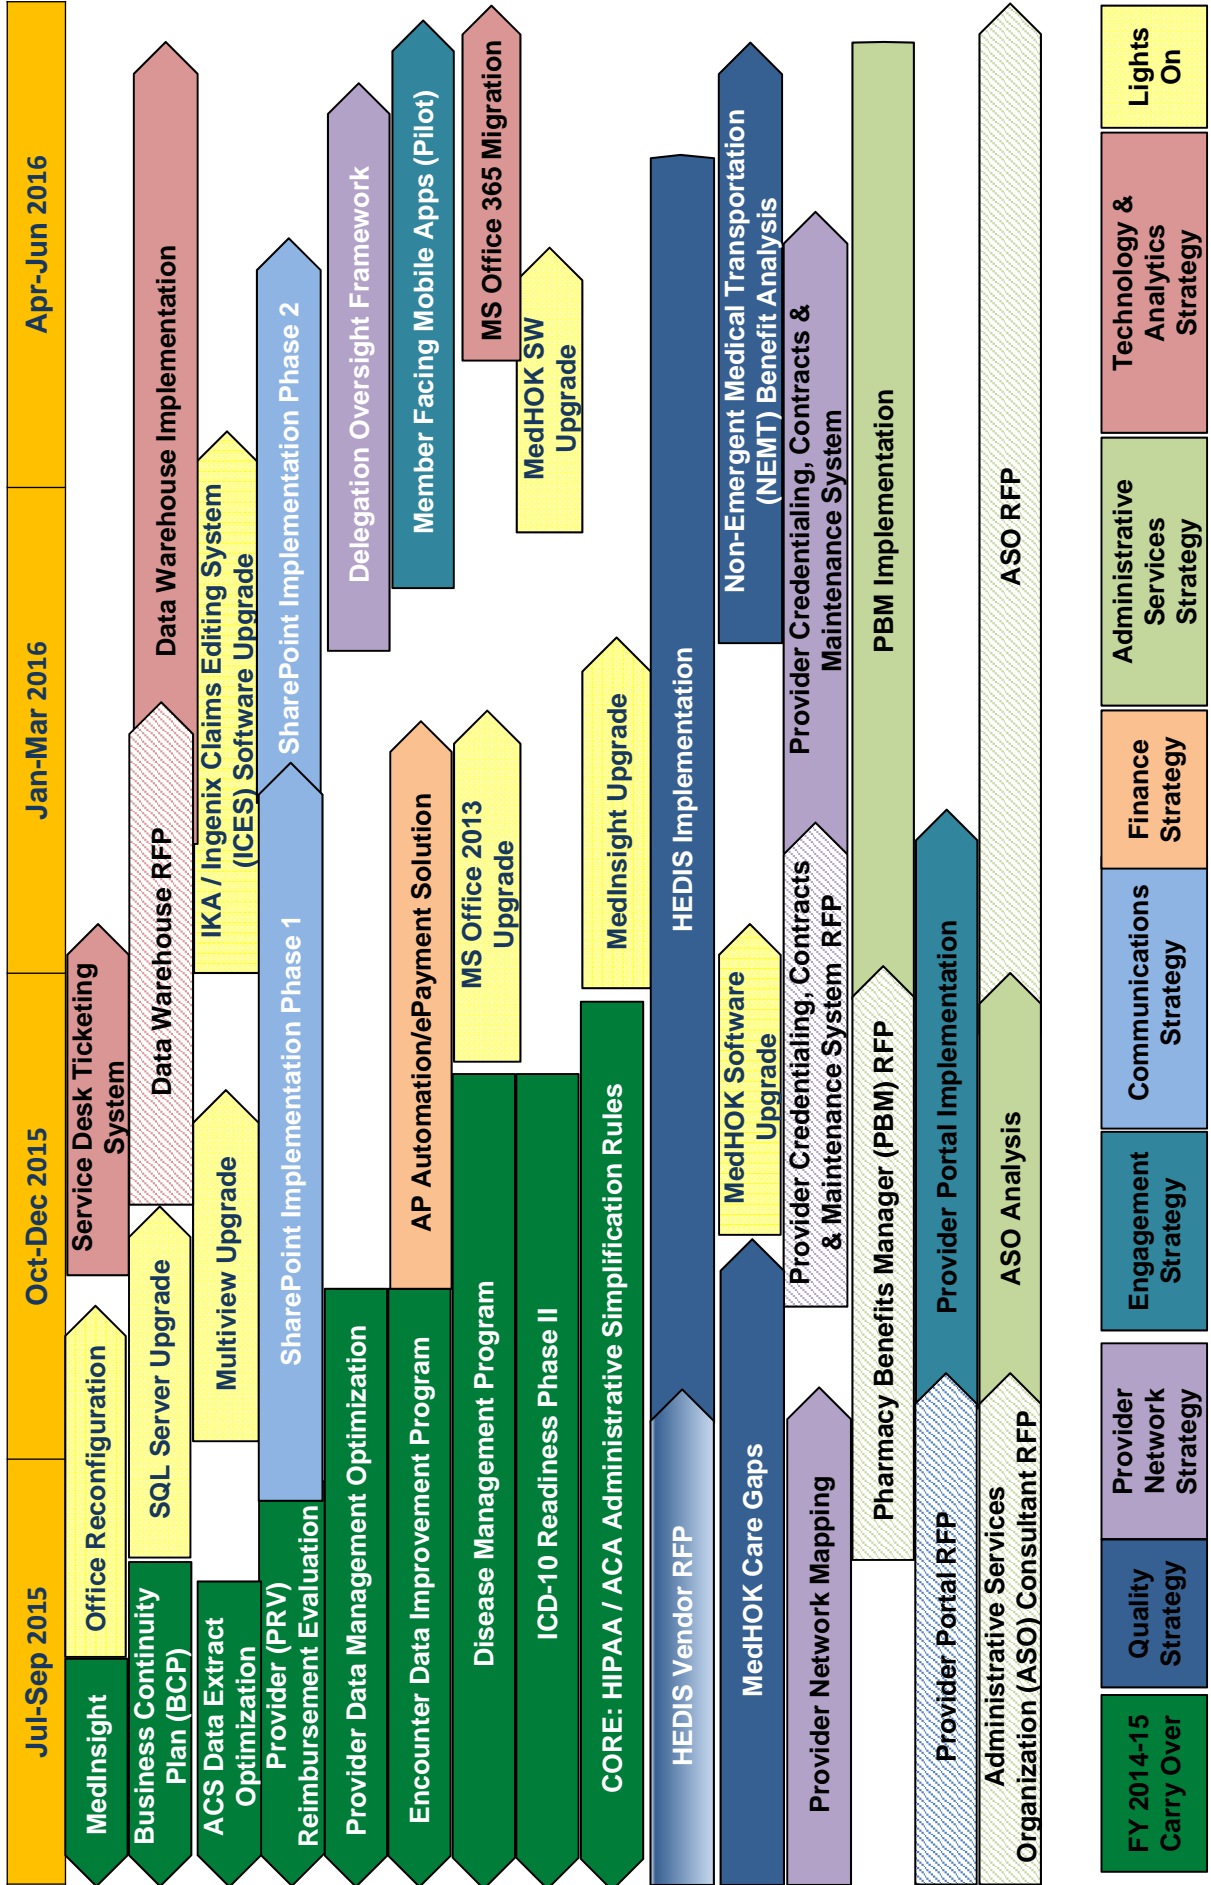 Jul-Sep 2015
Oct-Dec 2015
Jan-Mar 2016
Apr-Jun 2016
MedInsight
Office Reconfiguration
Service Desk Ticketing
System
Business Continuity
Plan (BCP)
SQL Server Upgrade
Data Warehouse RFP
Data Warehouse Implementation
ACS Data Extract
Optimization
Multiview Upgrade
IKA / Ingenix Claims Editing System
(ICES) Software Upgrade
Provider (PRV)
Reimbursement Evaluation
SharePoint Implementation Phase 1
SharePoint Implementation Phase 2
Provider Data Management Optimization
Delegation Oversight Framework
Encounter Data Improvement Program
AP Automation/ePayment Solution
Member Facing Mobile Apps (Pilot)
Disease Management Program
MS Office 2013
Upgrade
MS Office 365 Migration
ICD-10 Readiness Phase II
MedHOK SW
Upgrade
CORE: HIPAA / ACA Administrative Simplification Rules
MedInsight Upgrade
HEDIS Vendor RFP
HEDIS Implementation
MedHOK Care Gaps
MedHOK Software
Upgrade
Non-Emergent Medical Transportation
(NEMT) Benefit Analysis
Provider Network Mapping
Provider Credentialing, Contracts
& Maintenance System RFP
Provider Credentialing, Contracts &
Maintenance System
Pharmacy Benefits Manager (PBM) RFP
PBM Implementation
Provider Portal RFP
Provider Portal Implementation
Administrative Services
Organization (ASO) Consultant RFP
ASO Analysis
ASO RFP
FY 2014-15
Carry Over
Quality
Strategy
Provider
Network
Strategy
Engagement
Strategy
Communications
Strategy
Finance
Strategy
Administrative
Services
Strategy
Technology &
Analytics
Strategy
Lights
On